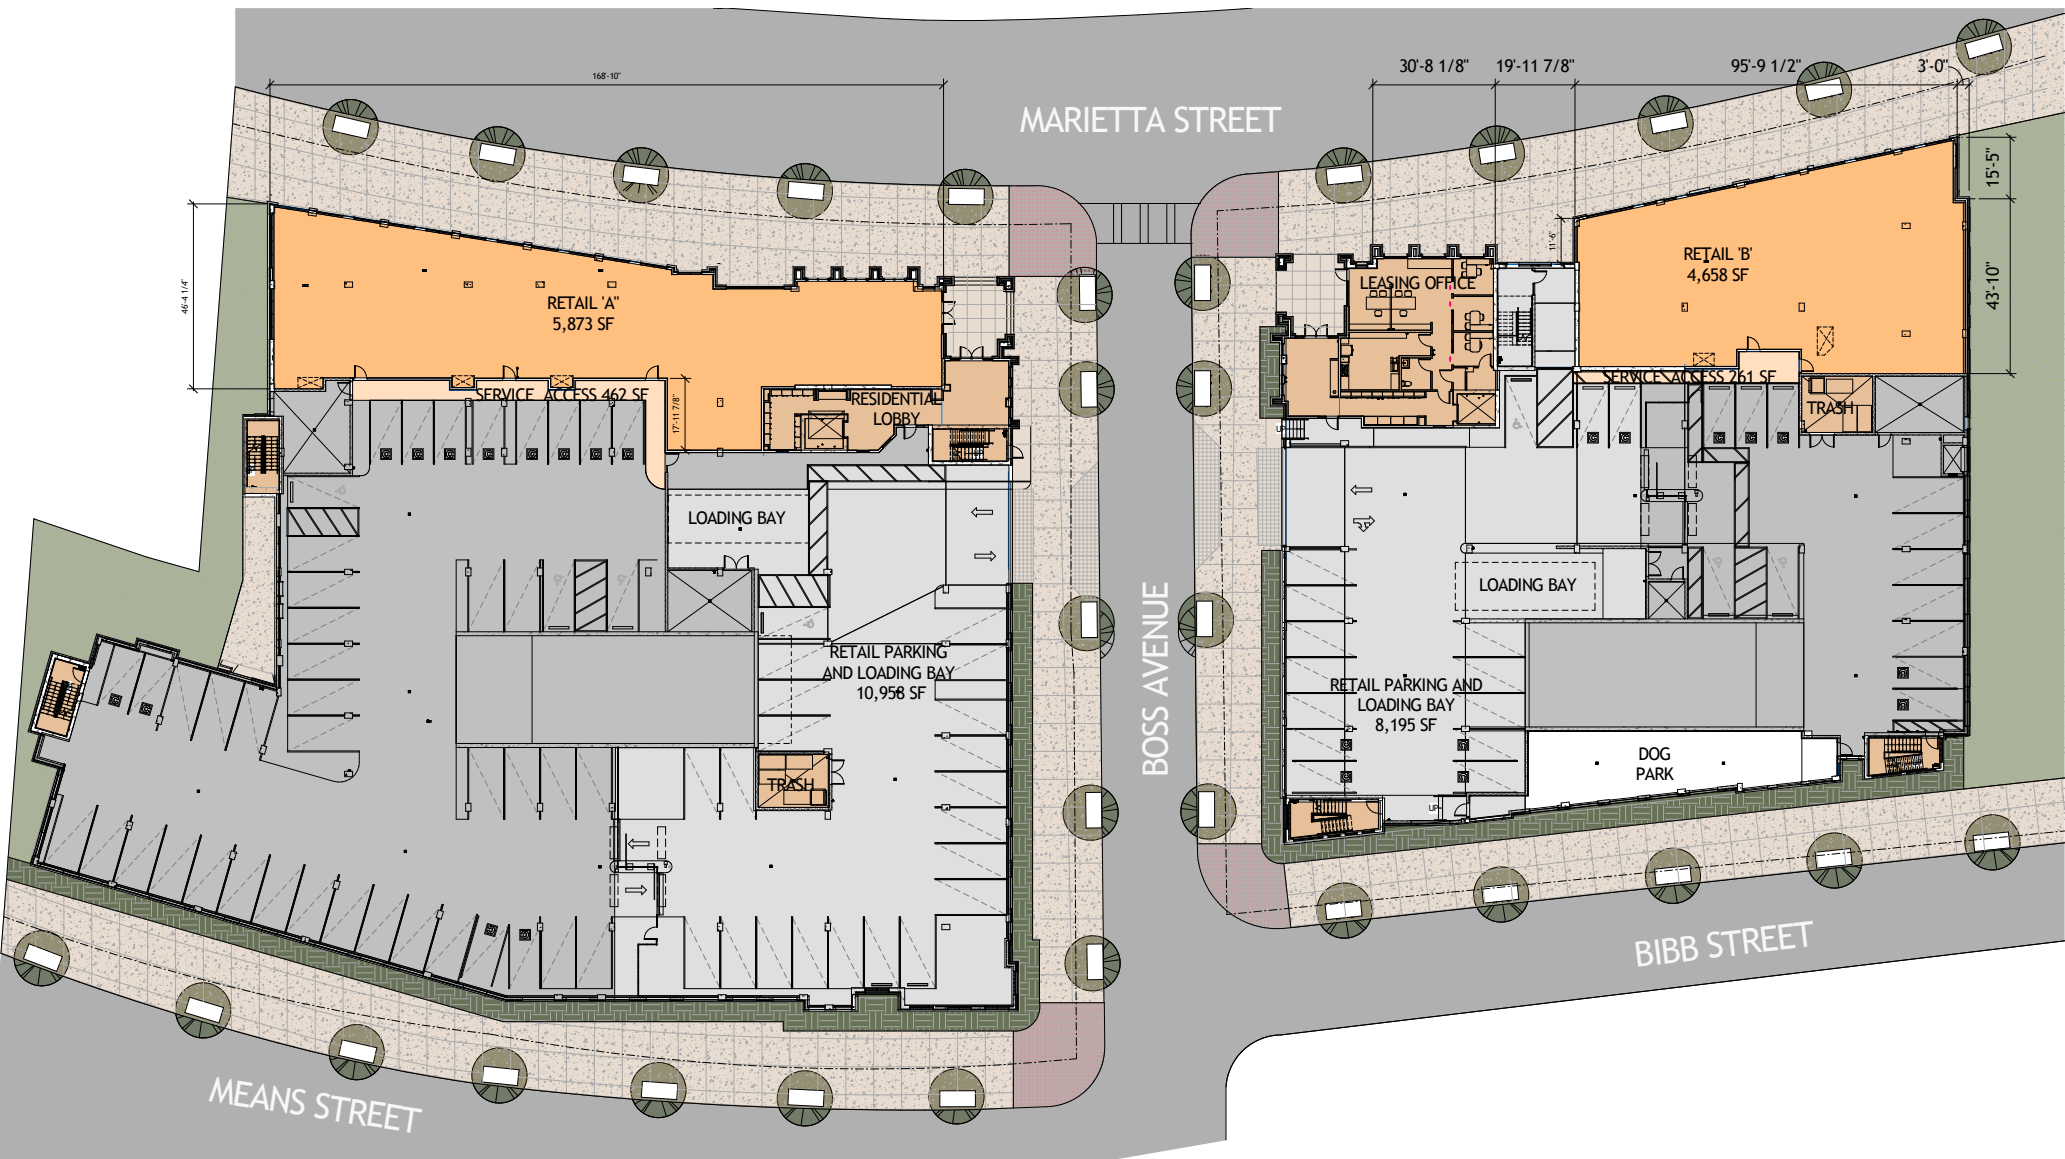 168'-10"
30'-8 1/8"
19'-11 7/8"
95'-9 1/2"
3'-0"
MARIETTA STREET
15'-5"
46'-4 1/4"
RETAIL 'A"
5,873 SF
LEASING OFFICE
11'-6"
RETAIL 'B'
4,658 SF
43'-10"
SERVICE ACCESS 462 SF
17'-11 7/8"
RESIDENTIAL
LOBBY
SERVICE ACCESS 261 SF
TRASH
UP
LOADING BAY
LOADING BAY
BOSS AVENUE
RETAIL PARKING
AND LOADING BAY
10,958 SF
RETAIL PARKING AND
LOADING BAY
8,195 SF
DOG
PARK
TRASH
UP
BIBB STREET
MEANS STREET